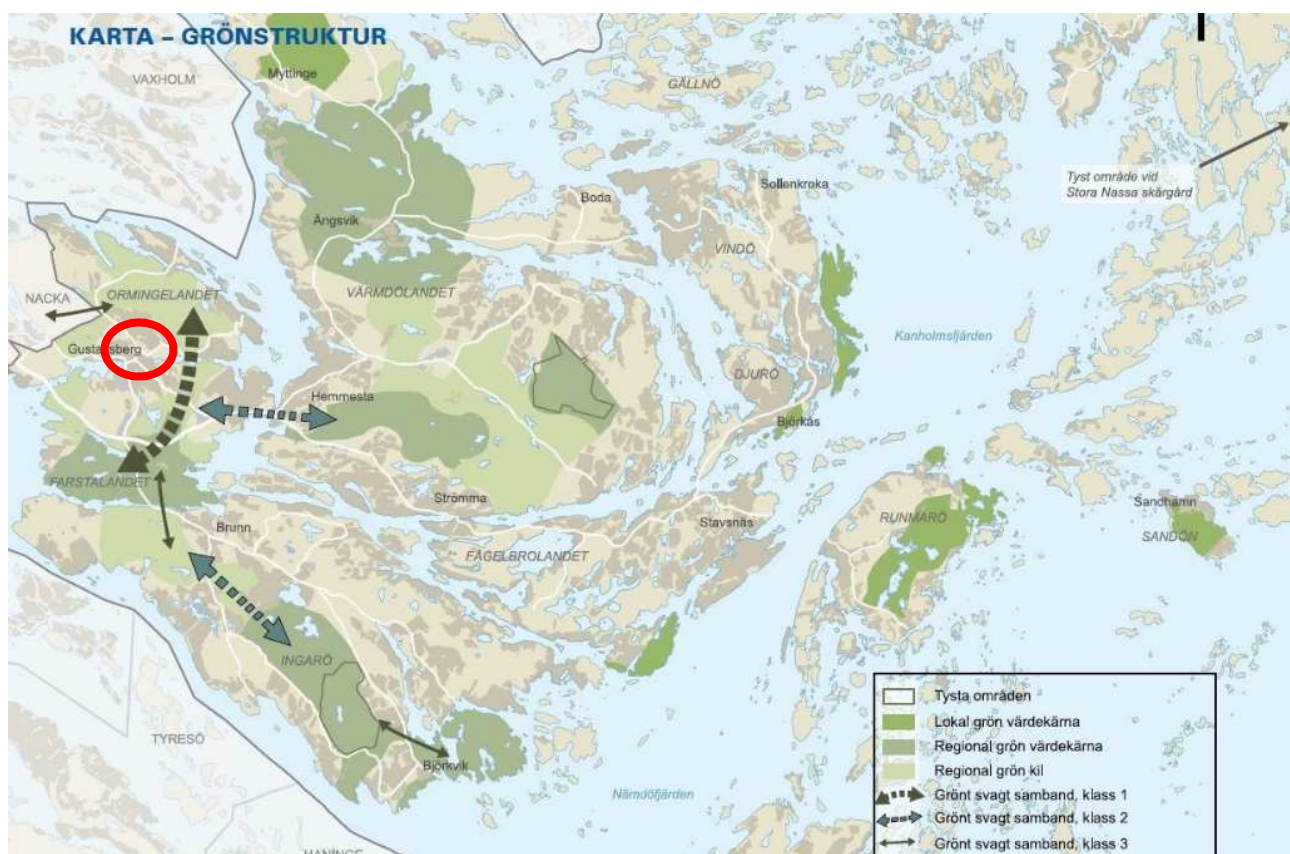 KARTA – GRÖNSTRUKTUR
Myttinge
VAXHOLM
GÄLLNÖ
Tyst område vid
Stora Nassa skärgård
Sollenkroka
Boda
Ängsvik
VINDÖ
VÄRMDÖLANDET
ORMINGELANDET
NACKA
Kanholmsfjärden
Gustavsberg
DJURÖ
Hemmesta
Björkås
FARSTALANDET
Strömma
Sandhamn
RUNMARÖ
Stavsnäs
SANDÖN
Brunn
FÅGELBROLANDET
INGARÖ
TYRESÖ
Björkvik
Nämdöfjärden
HANINGE
Tysta områden
Lokal grön värdekärna
Regional grön värdekärna
Regional grön kil
Grönt svagt samband, klass 1
Grönt svagt samband, klass 2
Grönt svagt samband, klass 3